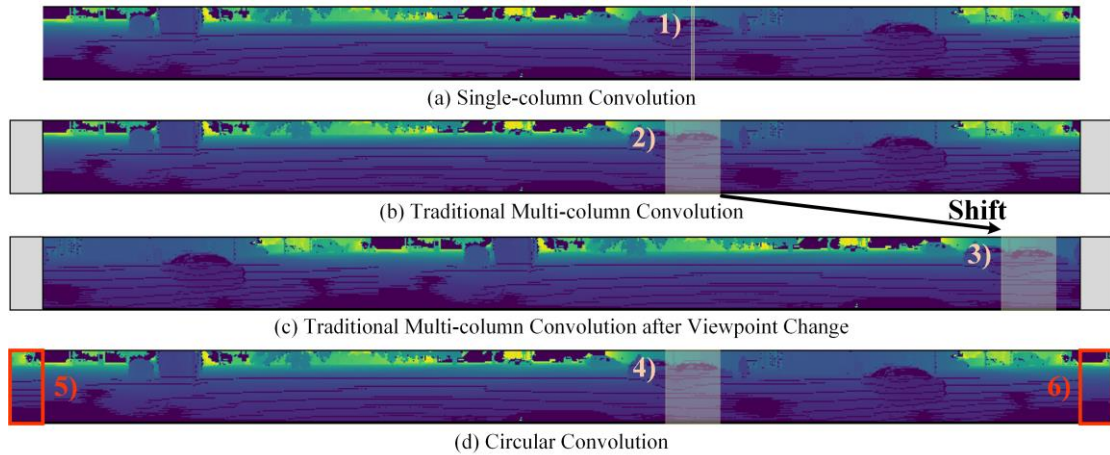 1)
(a) Single-column Convolution
2)
(b) Traditional Multi-column Convolution
Shift
3)
(c) Traditional Multi-column Convolution after Viewpoint Change
5)
4)
6)
(d) Circular Convolution